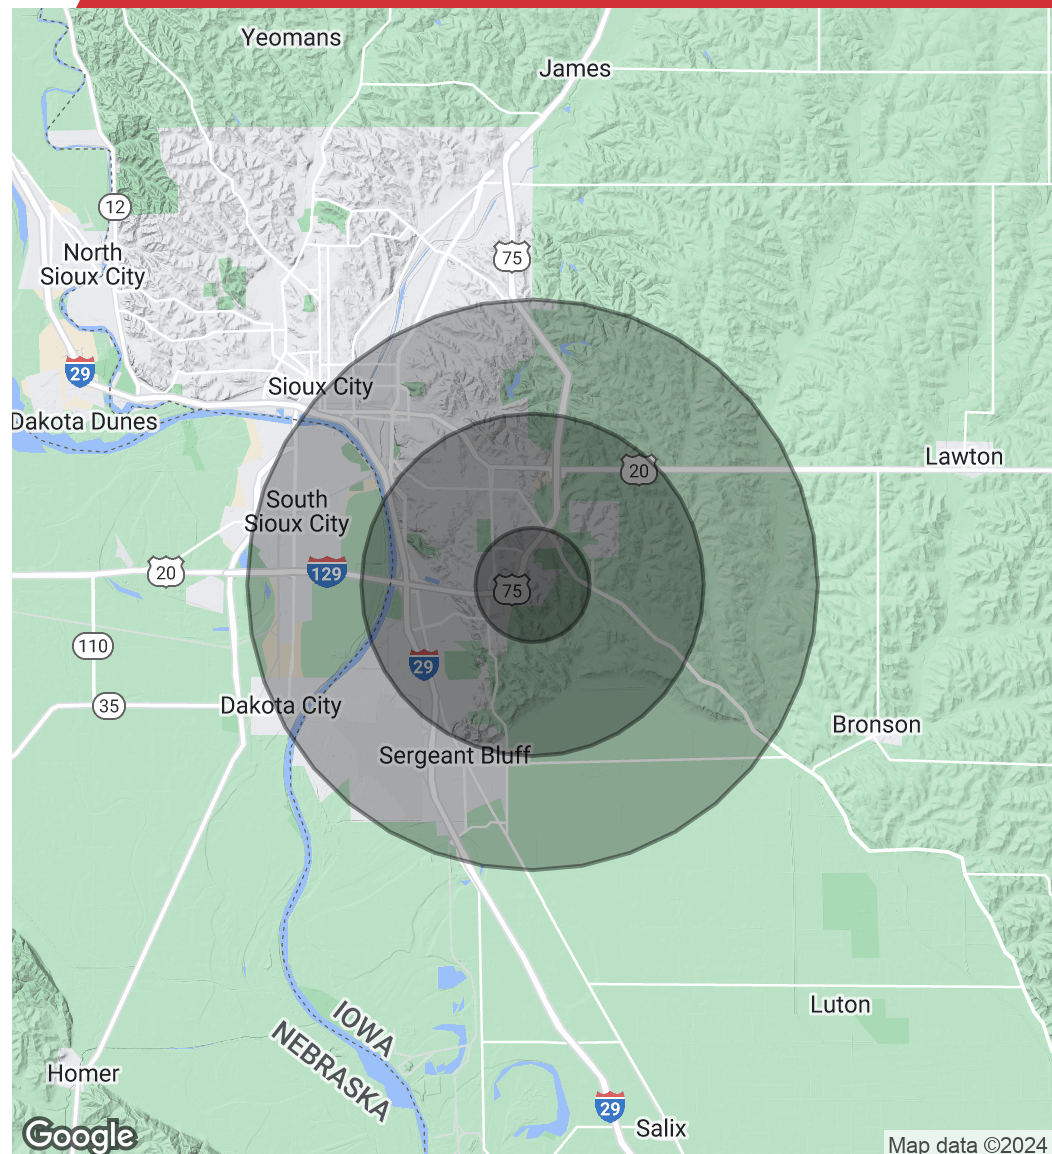 Yeomans
James
12
North
Sioux City
75
29
Sioux City
Dakota Dunes
20
Lawton
South
Sioux City
20
129
75
110
29
35
Dakota City
Bronson
Sergeant Bluff
Luton
IOWA
NEBRASKA
Homer
29
Salix
Google
Map data ©2024